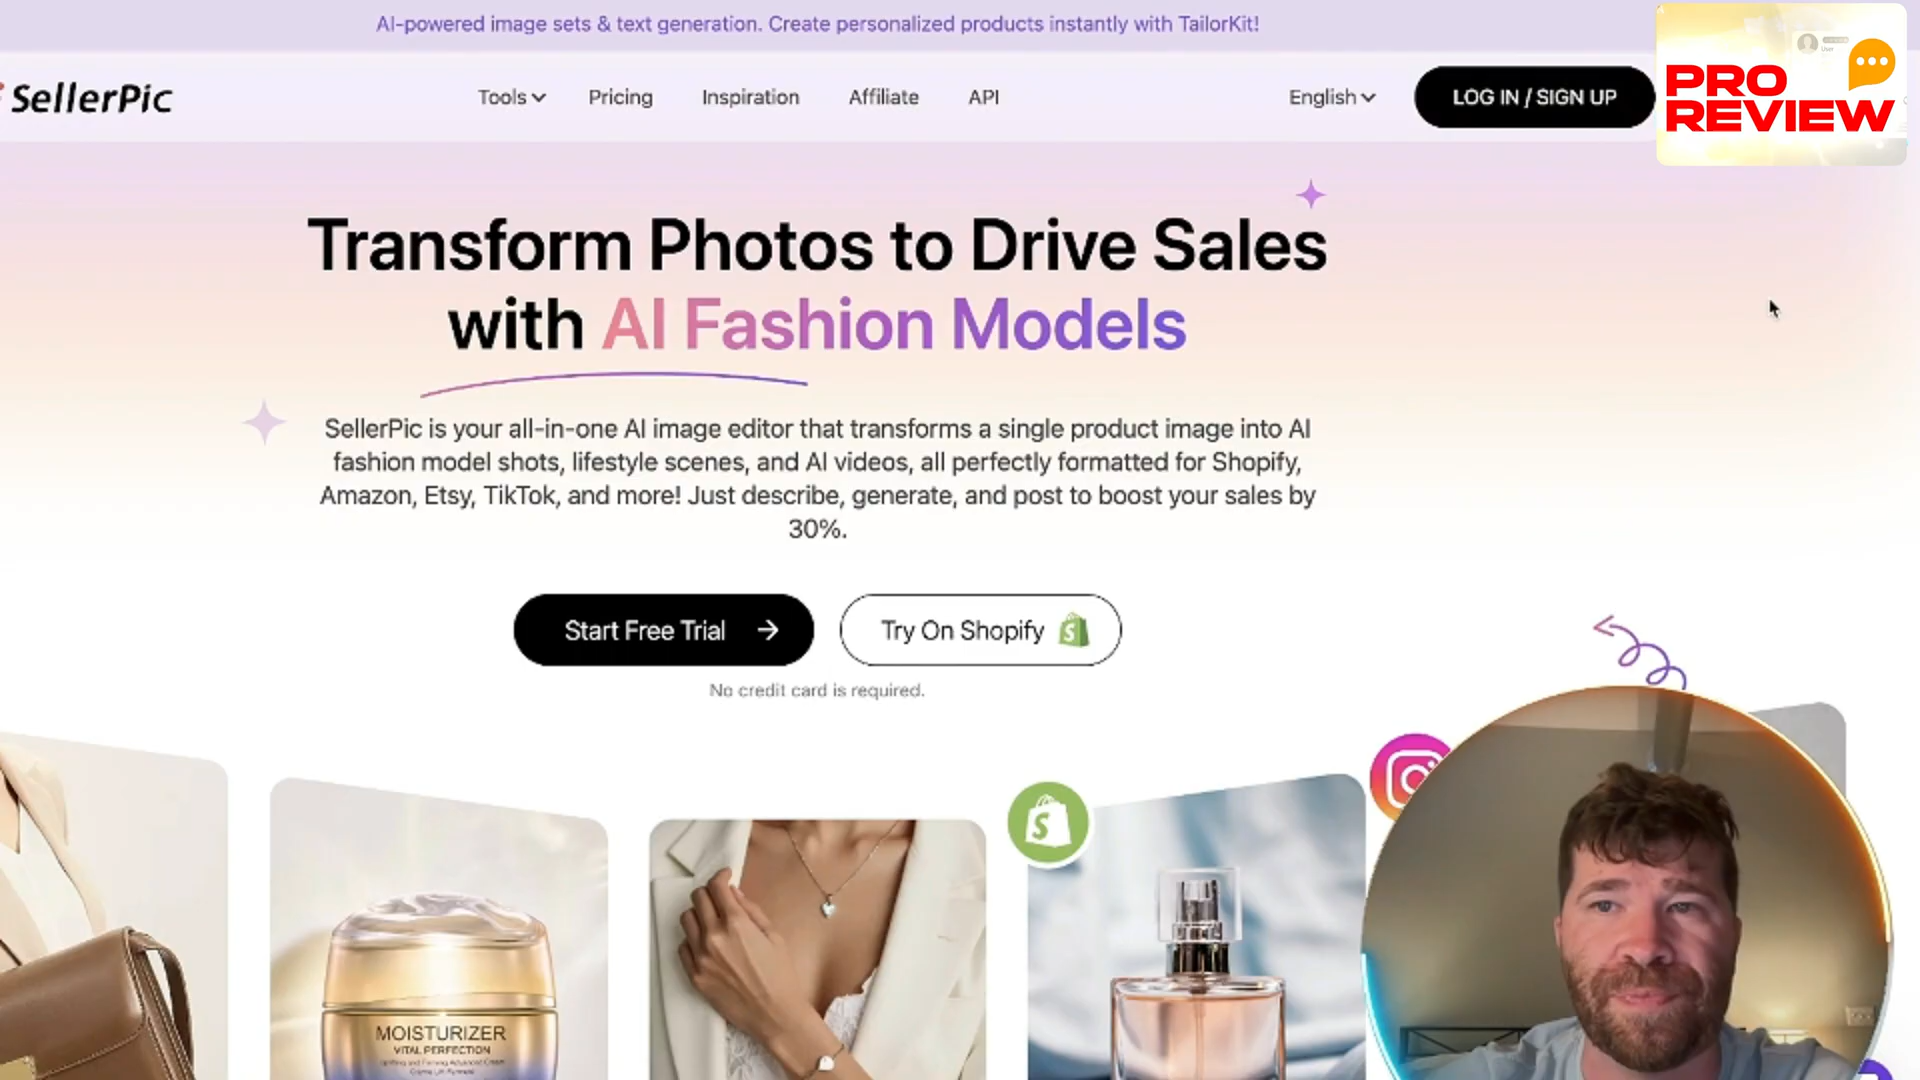 AI-powered image sets & text generation. Create personalized products instantly with TailorKit!
SellerPic
Tools
Pricing
Inspiration
Affiliate
API
English
LOG IN / SIGN UP
PRO
REVIEW
User
Transform Photos to Drive Sales
with AI Fashion Models
SellerPic is your all-in-one AI image editor that transforms a single product image into AI
fashion model shots, lifestyle scenes, and AI videos, all perfectly formatted for Shopify,
Amazon, Etsy, TikTok, and more! Just describe, generate, and post to boost your sales by
30%.
Start Free Trial
Try On Shopify
No credit card is required.
MOISTURIZER
VITAL PERFECTION